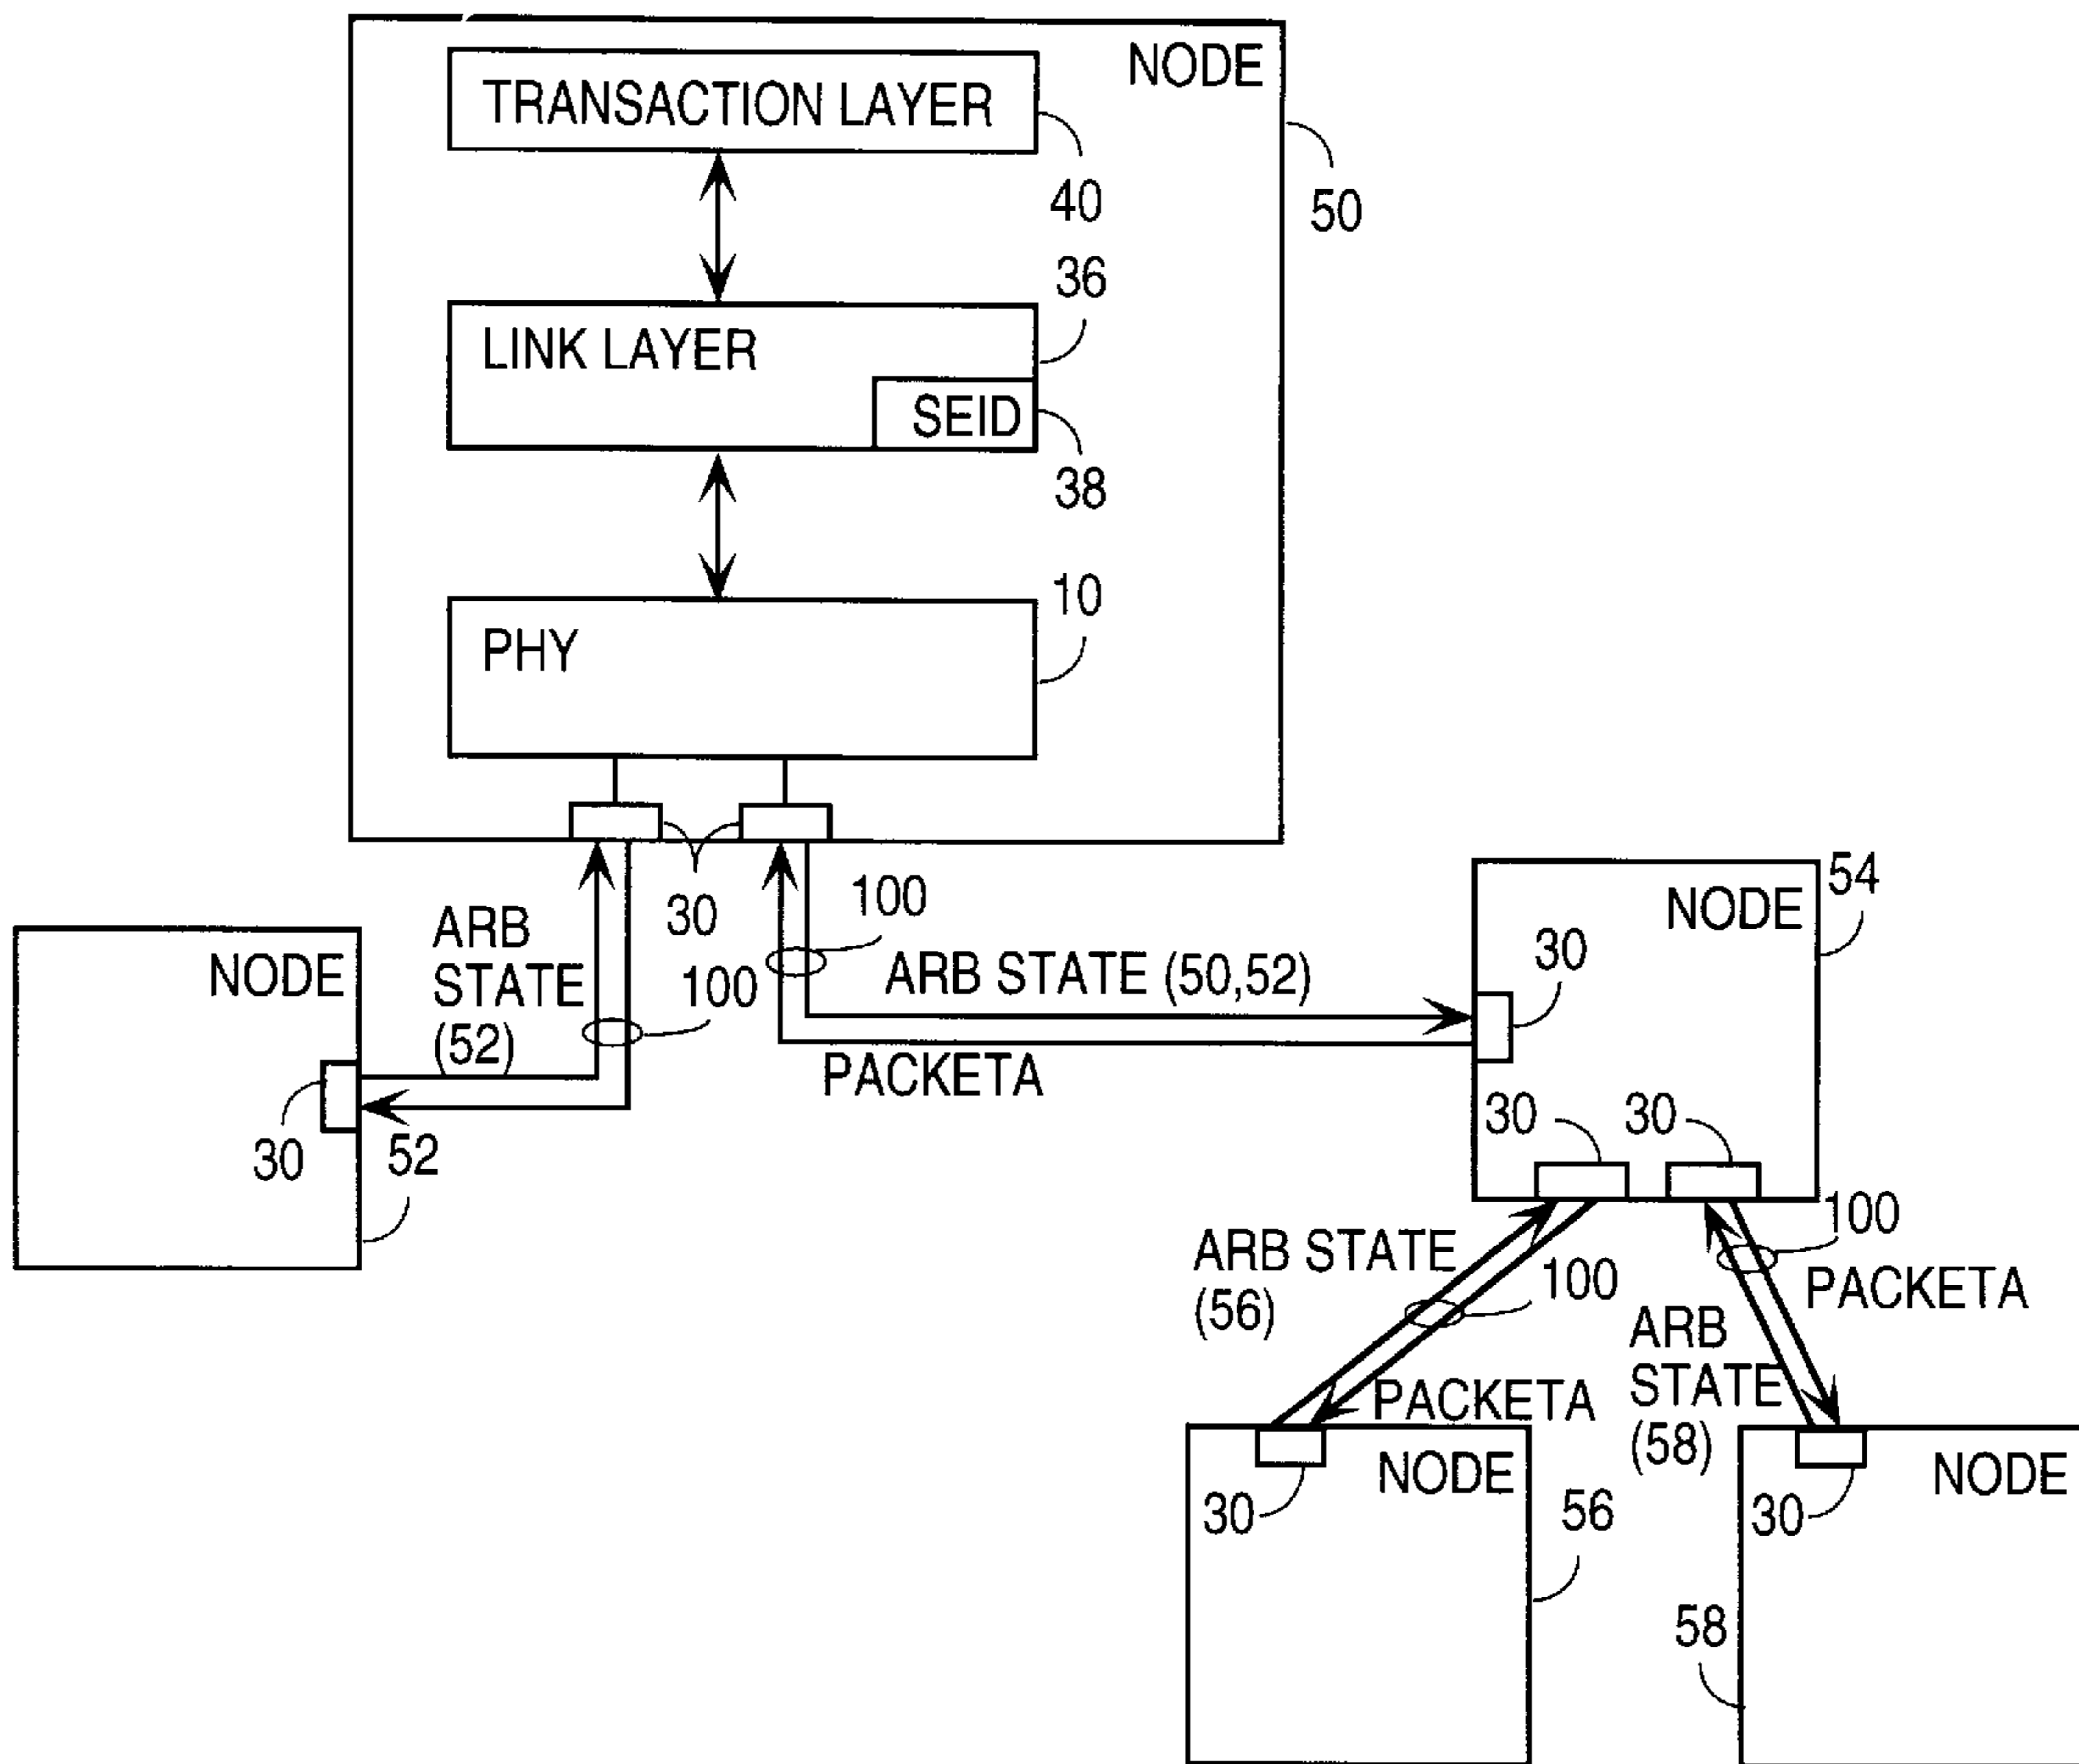 NODE
TRANSACTION LAYER
40
50
36
LINK LAYER
SEID
38
10
PHY
30
100
ARB STATE (50,52)
PACKETA
NODE
54
30
30
30
NODE
ARB
STATE
(52)
100
30
52
100
ARB STATE
(56)
100
PACKETA
PACKETA
ARB
STATE
(58)
NODE
30
56
NODE
30
58